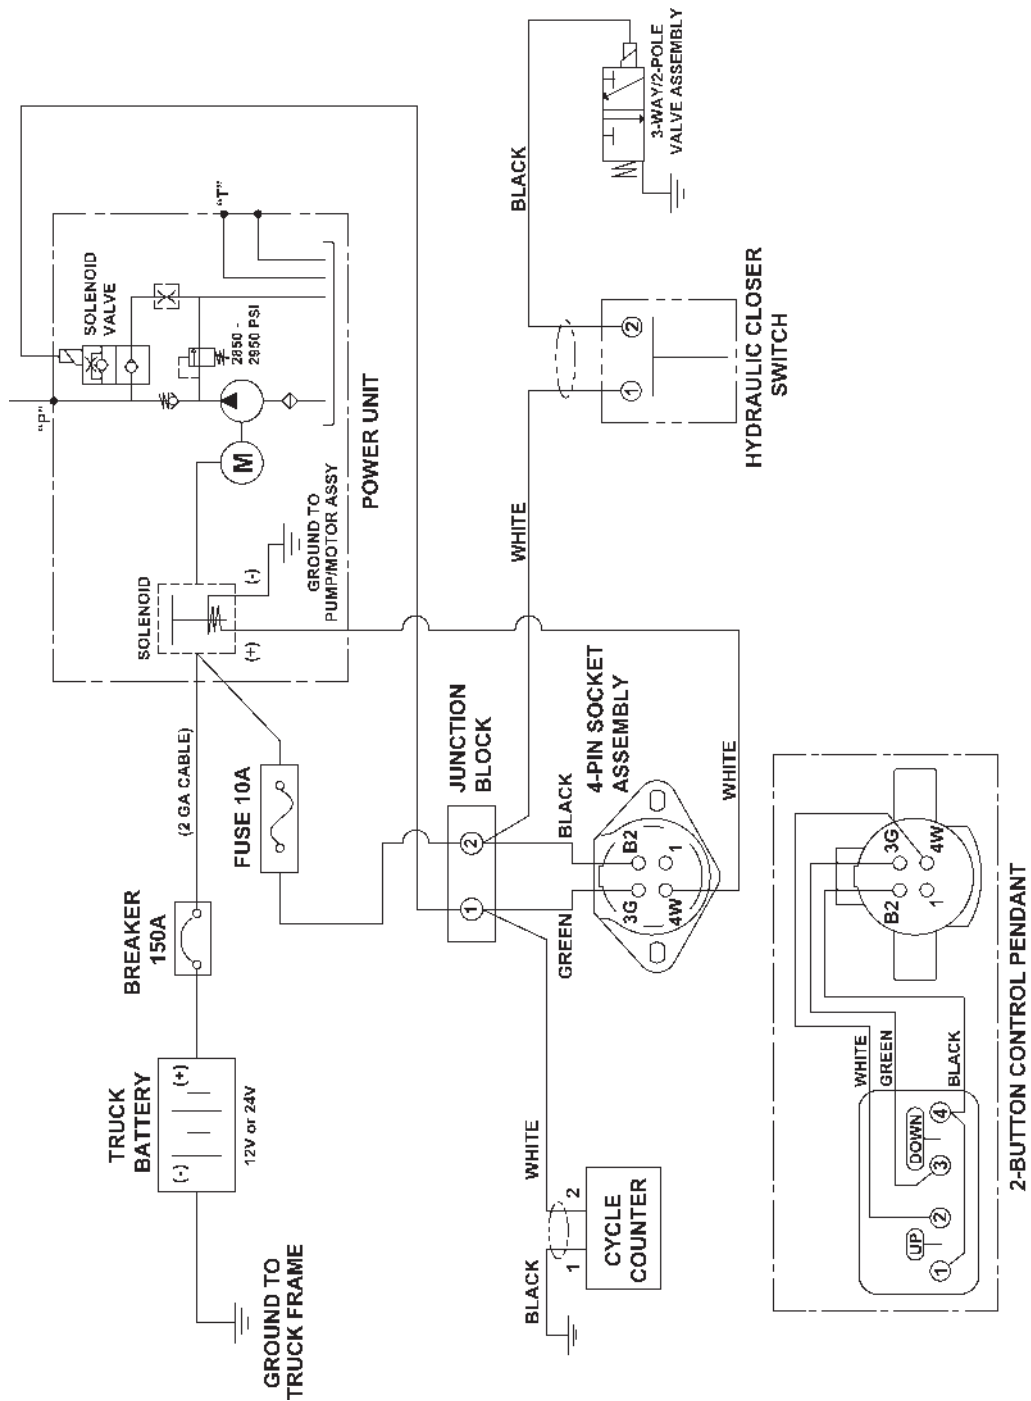 GROUND TO
TRUCK FRAME
TRUCK
BATTERY
(-)
(+)
12V or 24V
BREAKER
150A
(2 GA CABLE)
FUSE 10A
SOLENOID
(+)
(-)
GROUND TO
PUMP/MOTOR ASSY
M
"P"
SOLENOID
VALVE
2850 -
2950 PSI
"T"
POWER UNIT
JUNCTION
BLOCK
1
2
BLACK
1
2
WHITE
CYCLE
COUNTER
GREEN
BLACK
4-PIN SOCKET
ASSEMBLY
3G
B2
4W
1
WHITE
WHITE
BLACK
1
2
HYDRAULIC CLOSER
SWITCH
3-WAY/2-POLE
VALVE ASSEMBLY
WHITE
GREEN
BLACK
UP
DOWN
1
2
3
4
B2
3G
1
4W
2-BUTTON CONTROL PENDANT